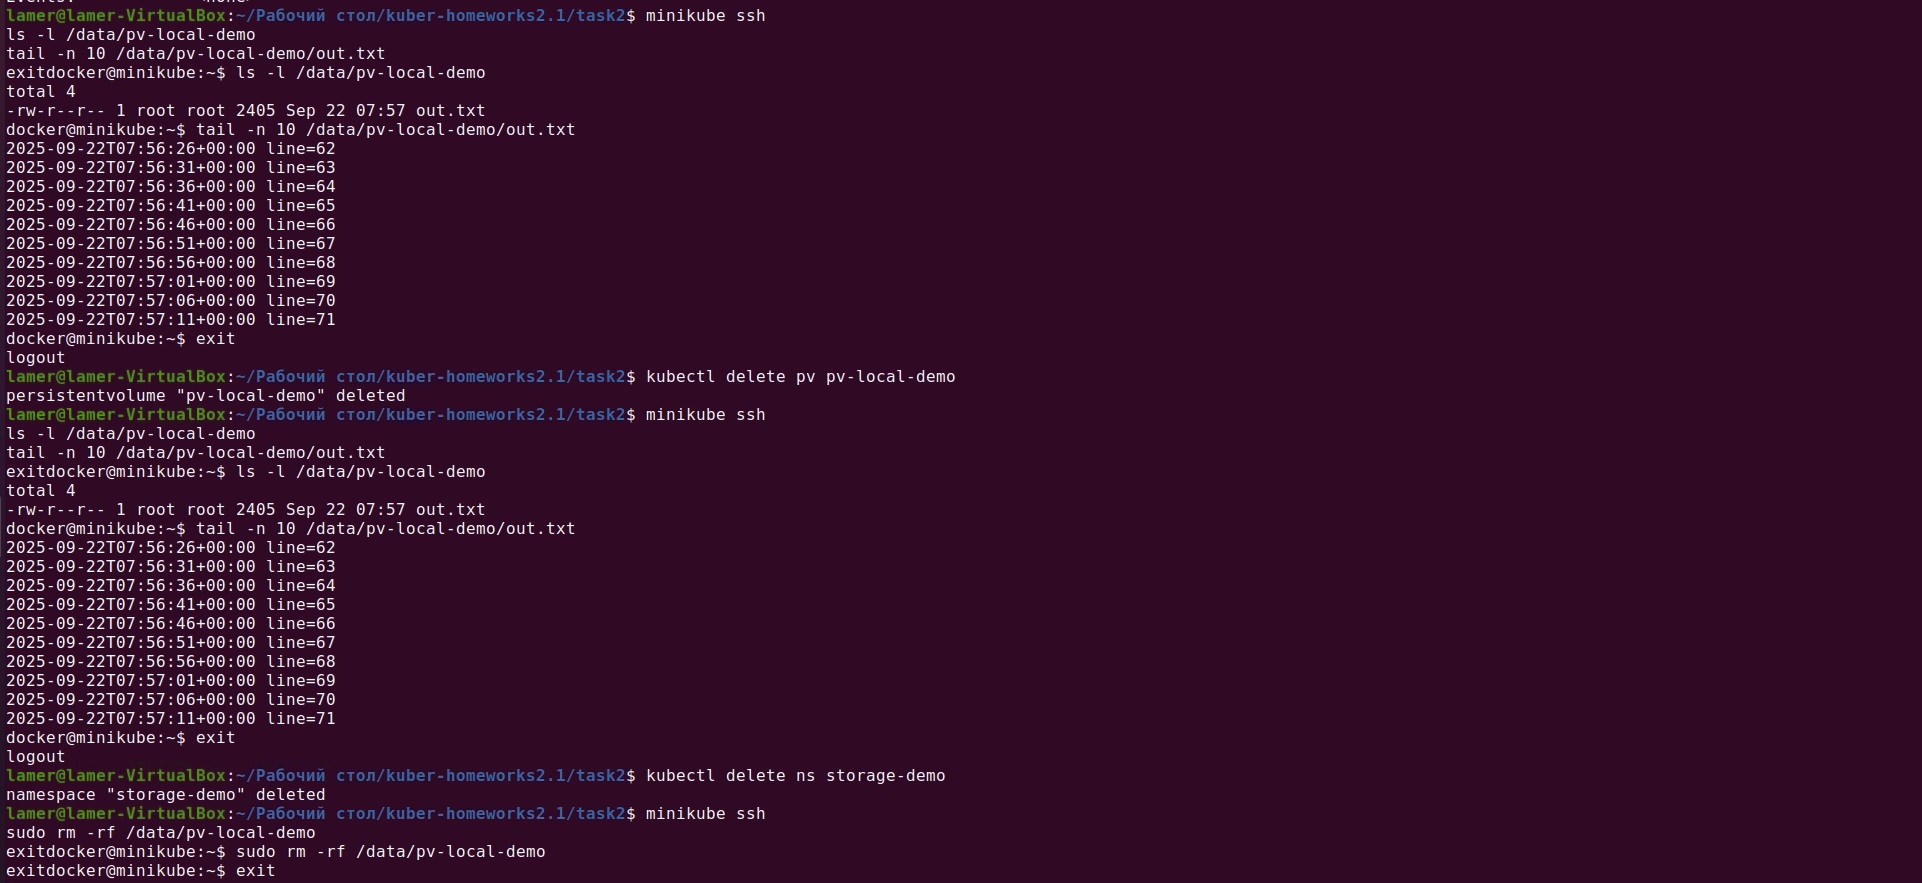 Events: <none>
lamer@lamer-VirtualBox:~/Рабочий стол/kuber-homeworks2.1/task2$ minikube ssh
ls -l /data/pv-local-demo
tail -n 10 /data/pv-local-demo/out.txt
exitdocker@minikube:~$ ls -l /data/pv-local-demo
total 4
-rw-r--r-- 1 root root 2405 Sep 22 07:57 out.txt
docker@minikube:~$ tail -n 10 /data/pv-local-demo/out.txt
2025-09-22T07:56:26+00:00 line=62
2025-09-22T07:56:31+00:00 line=63
2025-09-22T07:56:36+00:00 line=64
2025-09-22T07:56:41+00:00 line=65
2025-09-22T07:56:46+00:00 line=66
2025-09-22T07:56:51+00:00 line=67
2025-09-22T07:56:56+00:00 line=68
2025-09-22T07:57:01+00:00 line=69
2025-09-22T07:57:06+00:00 line=70
2025-09-22T07:57:11+00:00 line=71
docker@minikube:~$ exit
logout
lamer@lamer-VirtualBox:~/Рабочий стол/kuber-homeworks2.1/task2$ kubectl delete pv pv-local-demo
persistentvolume "pv-local-demo" deleted
lamer@lamer-VirtualBox:~/Рабочий стол/kuber-homeworks2.1/task2$ minikube ssh
ls -l /data/pv-local-demo
tail -n 10 /data/pv-local-demo/out.txt
exitdocker@minikube:~$ ls -l /data/pv-local-demo
total 4
-rw-r--r-- 1 root root 2405 Sep 22 07:57 out.txt
docker@minikube:~$ tail -n 10 /data/pv-local-demo/out.txt
2025-09-22T07:56:26+00:00 line=62
2025-09-22T07:56:31+00:00 line=63
2025-09-22T07:56:36+00:00 line=64
2025-09-22T07:56:41+00:00 line=65
2025-09-22T07:56:46+00:00 line=66
2025-09-22T07:56:51+00:00 line=67
2025-09-22T07:56:56+00:00 line=68
2025-09-22T07:57:01+00:00 line=69
2025-09-22T07:57:06+00:00 line=70
2025-09-22T07:57:11+00:00 line=71
docker@minikube:~$ exit
logout
lamer@lamer-VirtualBox:~/Рабочий стол/kuber-homeworks2.1/task2$ kubectl delete ns storage-demo
namespace "storage-demo" deleted
lamer@lamer-VirtualBox:~/Рабочий стол/kuber-homeworks2.1/task2$ minikube ssh
sudo rm -rf /data/pv-local-demo
exitdocker@minikube:~$ sudo rm -rf /data/pv-local-demo
exitdocker@minikube:~$ exit